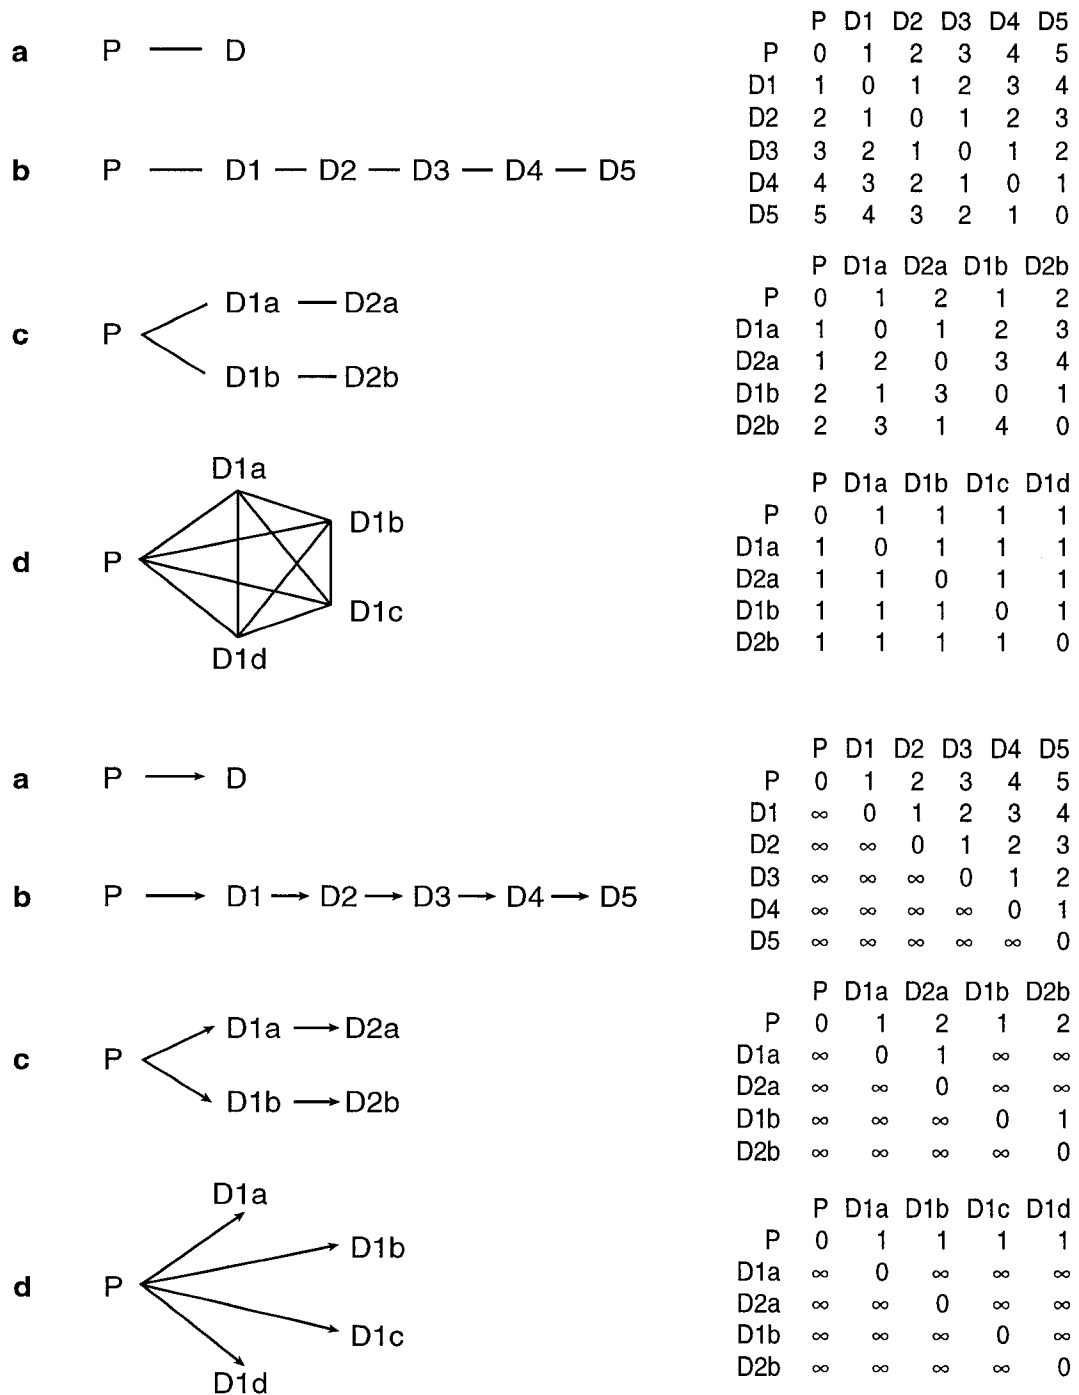 a P D
b P D1 D2 D3 D4 D5
P D1 D2 D3 D4 D5
P 0 1 2 3 4 5
D1 1 0 1 2 3 4
D2 2 1 0 1 2 3
D3 3 2 1 0 1 2
D4 4 3 2 1 0 1
D5 5 4 3 2 1 0
c P
D1a D2a
D1b D2b
P D1a D2a D1b D2b
P 0 1 2 1 2
D1a 1 0 1 2 3
D2a 1 2 0 3 4
D1b 2 1 3 0 1
D2b 2 3 1 4 0
d P
D1a
D1b
D1c
D1d
P D1a D1b D1c D1d
P 0 1 1 1 1
D1a 1 0 1 1 1
D2a 1 1 0 1 1
D1b 1 1 1 0 1
D2b 1 1 1 1 0
a P D
b P D1 D2 D3 D4 D5
P D1 D2 D3 D4 D5
P 0 1 2 3 4 5
D1 ∞ 0 1 2 3 4
D2 ∞ ∞ 0 1 2 3
D3 ∞ ∞ ∞ 0 1 2
D4 ∞ ∞ ∞ ∞ 0 1
D5 ∞ ∞ ∞ ∞ ∞ 0
c P
D1a D2a
D1b D2b
P D1a D2a D1b D2b
P 0 1 2 1 2
D1a ∞ 0 1 ∞ ∞
D2a ∞ ∞ 0 ∞ ∞
D1b ∞ ∞ ∞ 0 1
D2b ∞ ∞ ∞ ∞ 0
d P
D1a
D1b
D1c
D1d
P D1a D1b D1c D1d
P 0 1 1 1 1
D1a ∞ 0 ∞ ∞ ∞
D2a ∞ ∞ 0 ∞ ∞
D1b ∞ ∞ ∞ 0 ∞
D2b ∞ ∞ ∞ ∞ 0